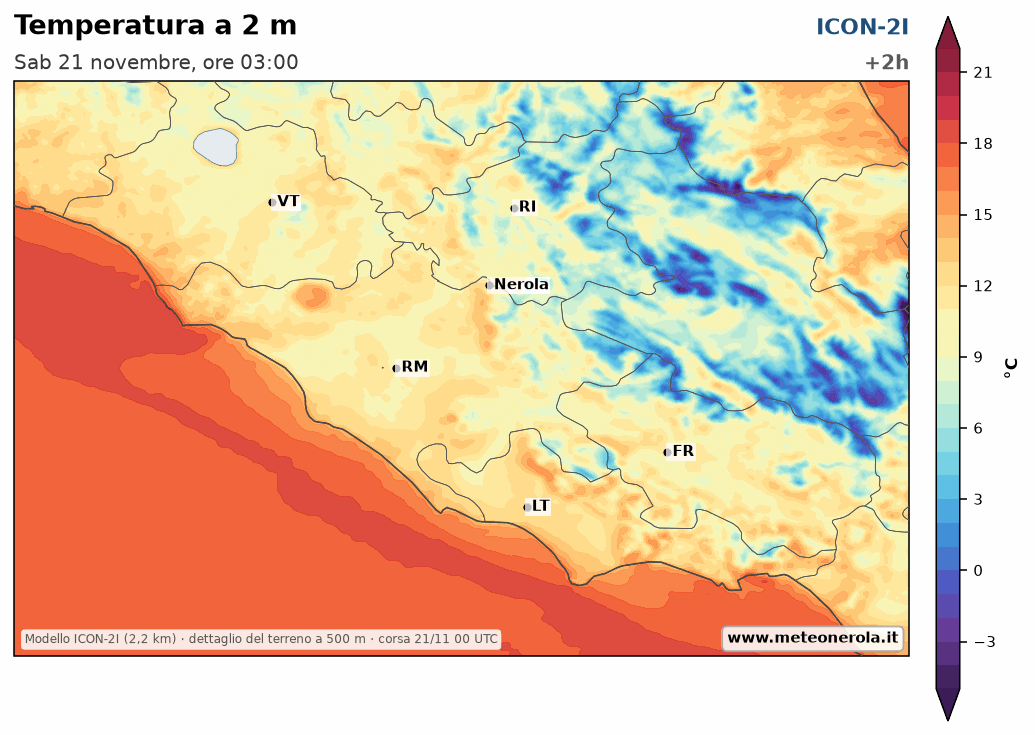 Temperatura a 2 m
ICON-2I
Sab 21 novembre, ore 03:00
+2h
21
18
15
12
9
6
3
0
−3
°C
VT
RI
Nerola
RM
FR
LT
Modello ICON-2I (2,2 km) · dettaglio del terreno a 500 m · corsa 21/11 00 UTC
www.meteonerola.it